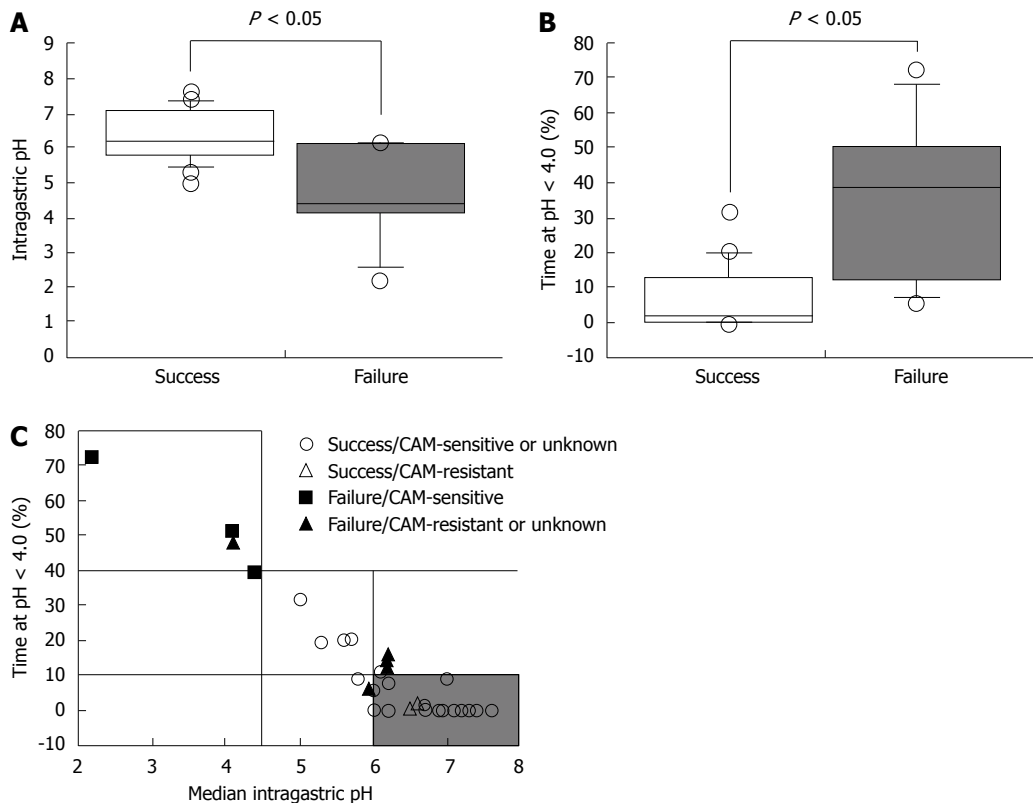 A
P < 0.05
9
8
7
6
5
4
3
2
1
0
Intragastric pH
Success
Failure
B
P < 0.05
80
70
60
50
40
30
20
10
0
-10
Time at pH < 4.0 (%)
Success
Failure
C
80
70
60
50
40
30
20
10
0
-10
Time at pH < 4.0 (%)
2 3 4 5 6 7 8
Median intragastric pH
Success/CAM-sensitive or unknown
Success/CAM-resistant
Failure/CAM-sensitive
Failure/CAM-resistant or unknown